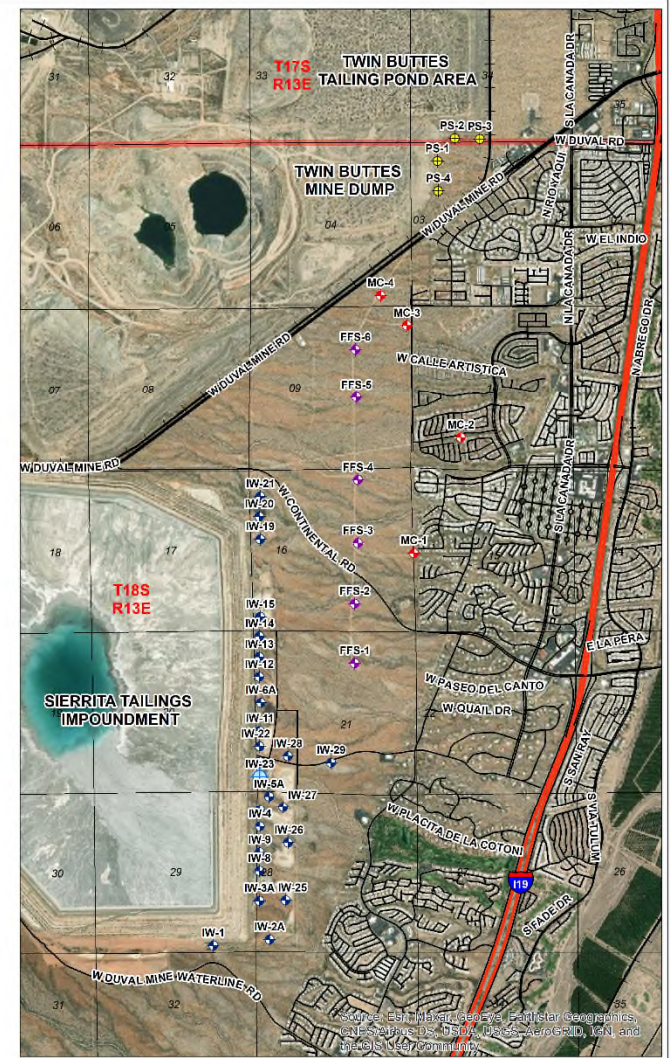 31
32
33
T17S
R13E
TWIN BUTTES
TAILING POND AREA
34
S LA CANADA DR
35
PS-2
PS-3
W DUVAL RD
PS-1
TWIN BUTTES
MINE DUMP
PS-4
N RIO YAQUI
W DUVAL MINE RD
06
05
04
03
02
W EL INDIO
N LA CANADA DR
N ABREGO DR
MC-4
MC-3
FFS-6
W CALLE ARTISTICA
W DUVAL MINE RD
07
08
09
FFS-5
MC-2
W DUVAL MINE RD
FFS-4
S LA CANADA DR
IW-21
IW-20
IW-19
W CONTINENTAL RD
18
17
16
FFS-3
MC-1
T18S
R13E
IW-15
IW-14
IW-13
IW-12
FFS-2
E LA PERA
FFS-1
W PASEO DEL CANTO
IW-6A
SIERRITA TAILINGS
IMPOUNDMENT
IW-11
21
22
W QUAIL DR
23
IW-22
IW-28
IW-29
S SAN RAY
IW-23
IW-5A
IW-27
IW-4
S VIA TULUM
W PLACITA DE LA COTONI
IW-9
IW-26
IW-8
30
29
28
26
I19
IW-3A
IW-25
S FADE DR
IW-1
IW-2A
W DUVAL MINE WATERLINE RD
31
32
33
35
Source: Esri, Maxar, GeoEye, Earthstar Geographics,
CNES/Airbus DS, USDA, USGS, AeroGRID, IGN, and
the GIS User Community